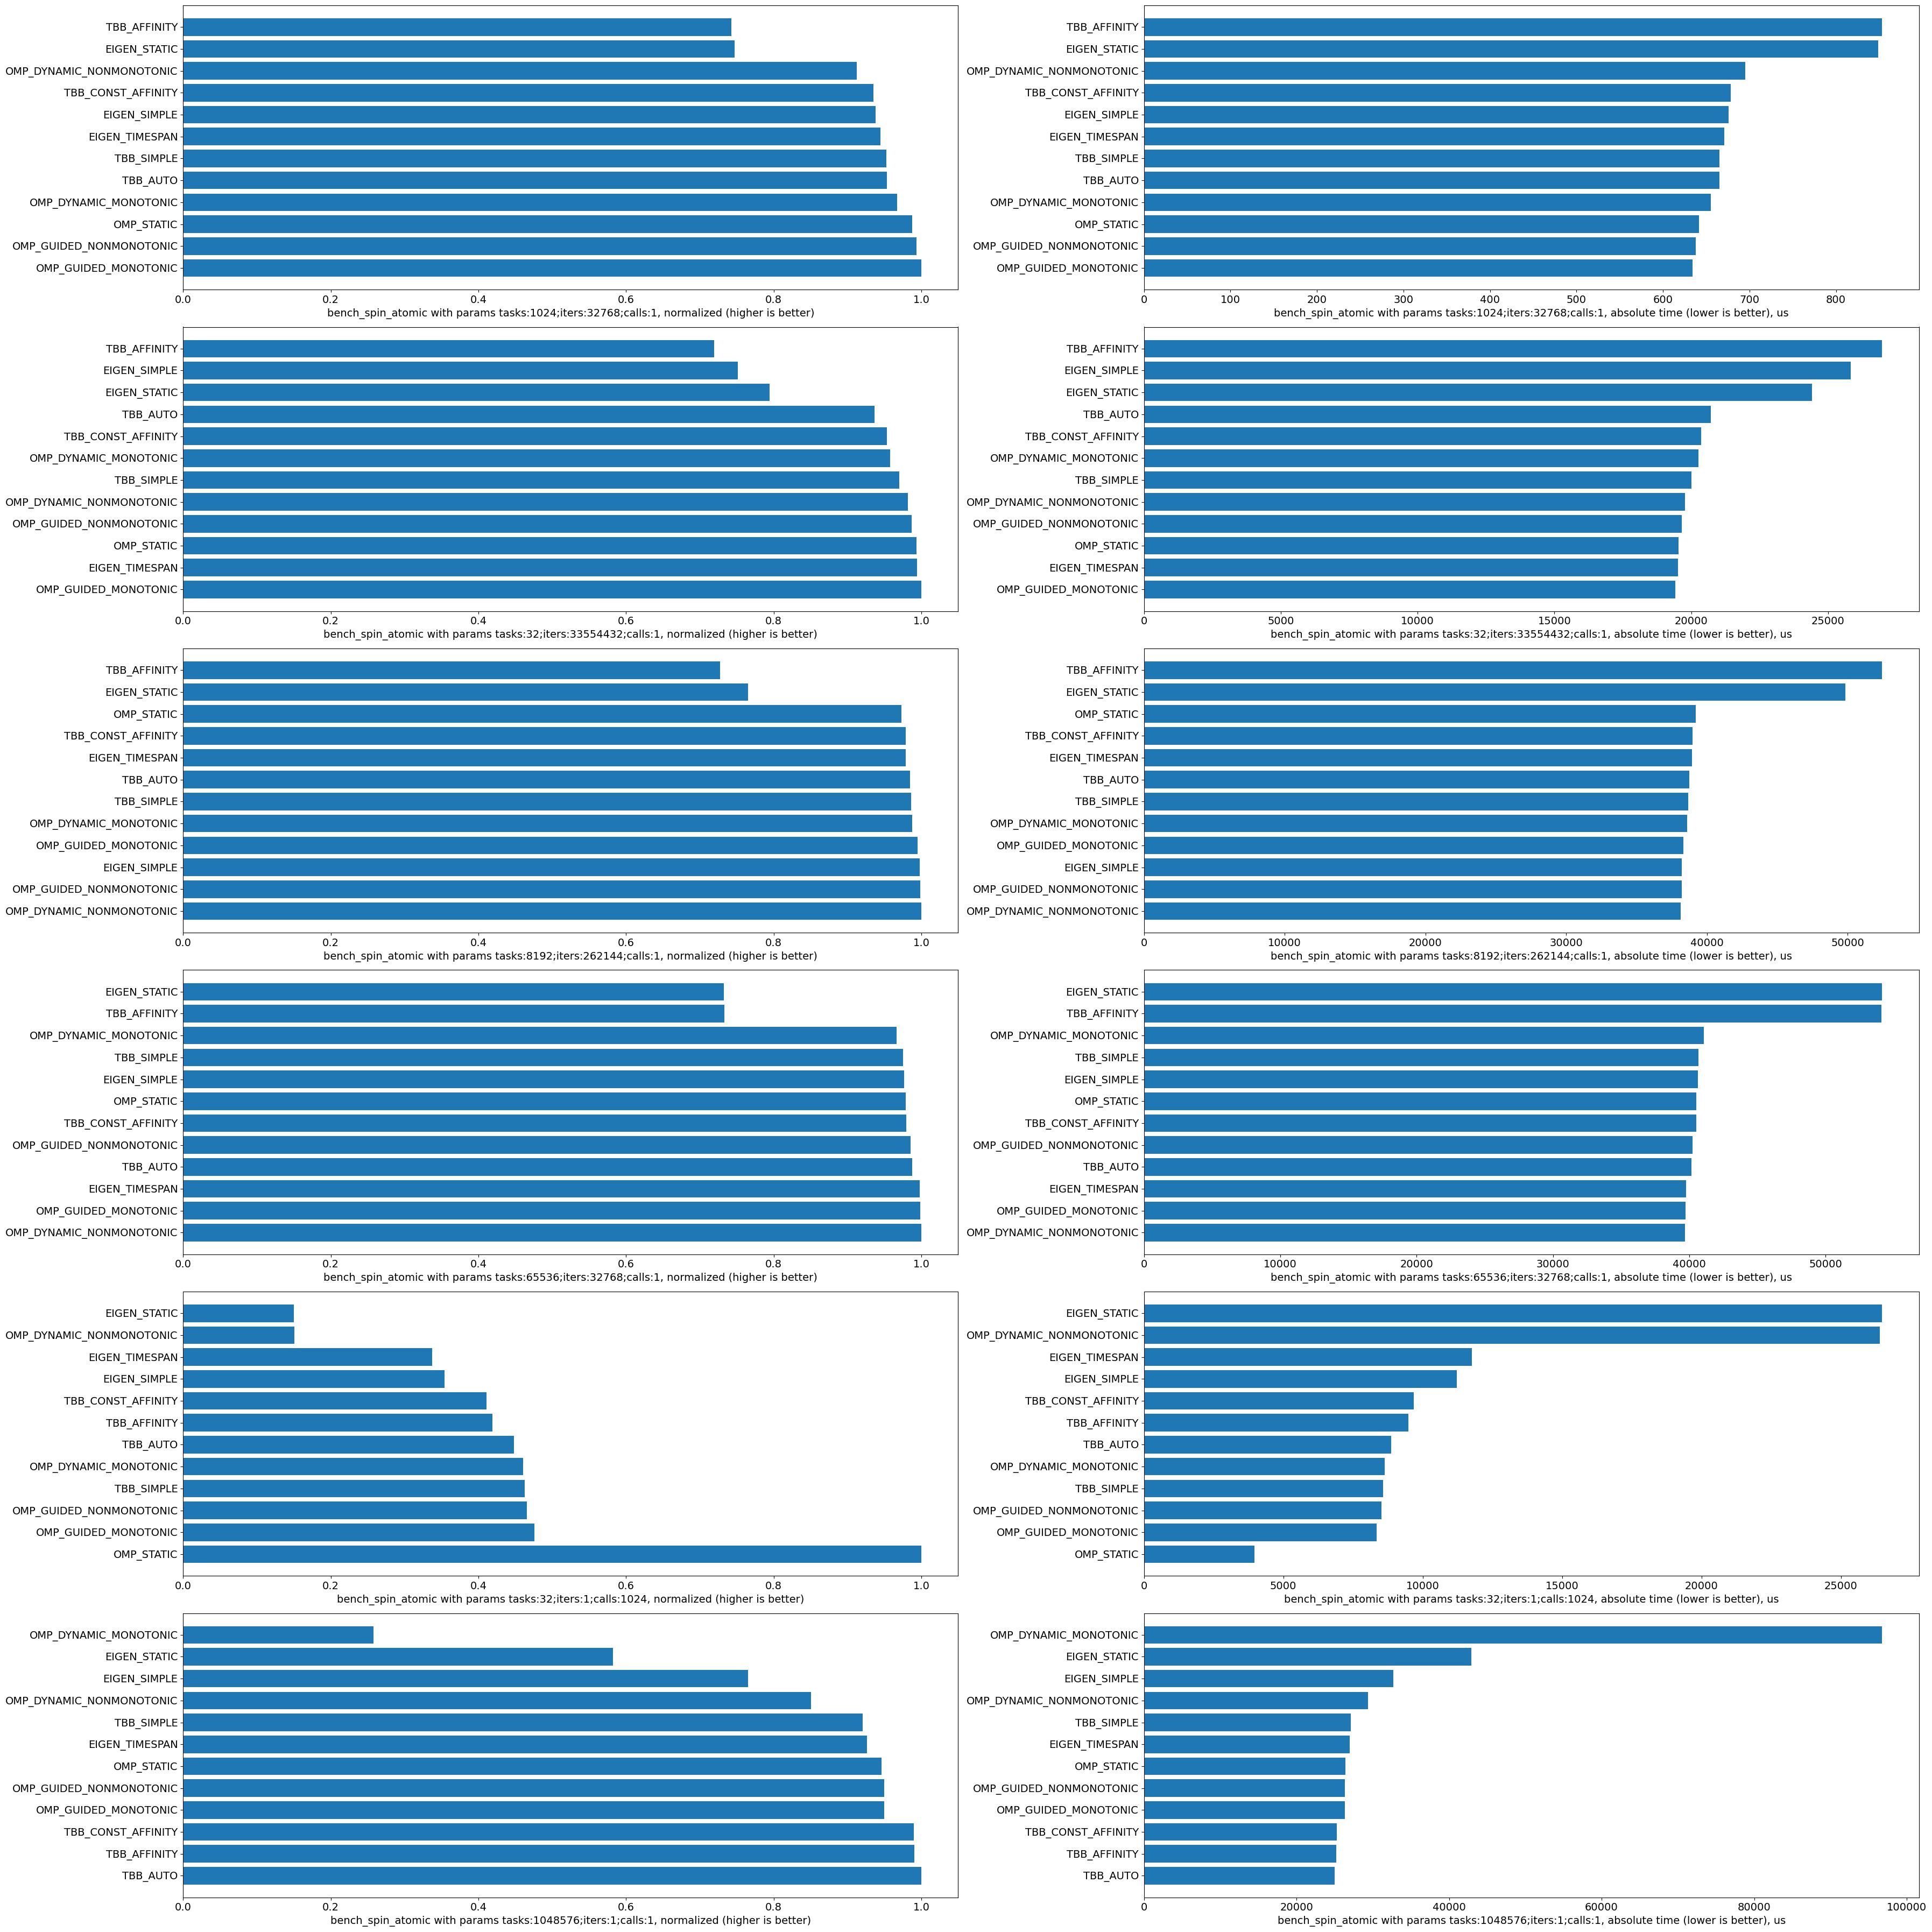 TBB_AFFINITY
EIGEN_STATIC
OMP_DYNAMIC_NONMONOTONIC
TBB_CONST_AFFINITY
EIGEN_SIMPLE
EIGEN_TIMESPAN
TBB_SIMPLE
TBB_AUTO
OMP_DYNAMIC_MONOTONIC
OMP_STATIC
OMP_GUIDED_NONMONOTONIC
OMP_GUIDED_MONOTONIC
0.0 0.2 0.4 0.6 0.8 1.0
bench_spin_atomic with params tasks:1024;iters:32768;calls:1, normalized (higher is better)
TBB_AFFINITY
EIGEN_STATIC
OMP_DYNAMIC_NONMONOTONIC
TBB_CONST_AFFINITY
EIGEN_SIMPLE
EIGEN_TIMESPAN
TBB_SIMPLE
TBB_AUTO
OMP_DYNAMIC_MONOTONIC
OMP_STATIC
OMP_GUIDED_NONMONOTONIC
OMP_GUIDED_MONOTONIC
0 100 200 300 400 500 600 700 800
bench_spin_atomic with params tasks:1024;iters:32768;calls:1, absolute time (lower is better), us
TBB_AFFINITY
EIGEN_SIMPLE
EIGEN_STATIC
TBB_AUTO
TBB_CONST_AFFINITY
OMP_DYNAMIC_MONOTONIC
TBB_SIMPLE
OMP_DYNAMIC_NONMONOTONIC
OMP_GUIDED_NONMONOTONIC
OMP_STATIC
EIGEN_TIMESPAN
OMP_GUIDED_MONOTONIC
0.0 0.2 0.4 0.6 0.8 1.0
bench_spin_atomic with params tasks:32;iters:33554432;calls:1, normalized (higher is better)
TBB_AFFINITY
EIGEN_SIMPLE
EIGEN_STATIC
TBB_AUTO
TBB_CONST_AFFINITY
OMP_DYNAMIC_MONOTONIC
TBB_SIMPLE
OMP_DYNAMIC_NONMONOTONIC
OMP_GUIDED_NONMONOTONIC
OMP_STATIC
EIGEN_TIMESPAN
OMP_GUIDED_MONOTONIC
0 5000 10000 15000 20000 25000
bench_spin_atomic with params tasks:32;iters:33554432;calls:1, absolute time (lower is better), us
TBB_AFFINITY
EIGEN_STATIC
OMP_STATIC
TBB_CONST_AFFINITY
EIGEN_TIMESPAN
TBB_AUTO
TBB_SIMPLE
OMP_DYNAMIC_MONOTONIC
OMP_GUIDED_MONOTONIC
EIGEN_SIMPLE
OMP_GUIDED_NONMONOTONIC
OMP_DYNAMIC_NONMONOTONIC
0.0 0.2 0.4 0.6 0.8 1.0
bench_spin_atomic with params tasks:8192;iters:262144;calls:1, normalized (higher is better)
TBB_AFFINITY
EIGEN_STATIC
OMP_STATIC
TBB_CONST_AFFINITY
EIGEN_TIMESPAN
TBB_AUTO
TBB_SIMPLE
OMP_DYNAMIC_MONOTONIC
OMP_GUIDED_MONOTONIC
EIGEN_SIMPLE
OMP_GUIDED_NONMONOTONIC
OMP_DYNAMIC_NONMONOTONIC
0 10000 20000 30000 40000 50000
bench_spin_atomic with params tasks:8192;iters:262144;calls:1, absolute time (lower is better), us
EIGEN_STATIC
TBB_AFFINITY
OMP_DYNAMIC_MONOTONIC
TBB_SIMPLE
EIGEN_SIMPLE
OMP_STATIC
TBB_CONST_AFFINITY
OMP_GUIDED_NONMONOTONIC
TBB_AUTO
EIGEN_TIMESPAN
OMP_GUIDED_MONOTONIC
OMP_DYNAMIC_NONMONOTONIC
0.0 0.2 0.4 0.6 0.8 1.0
bench_spin_atomic with params tasks:65536;iters:32768;calls:1, normalized (higher is better)
EIGEN_STATIC
TBB_AFFINITY
OMP_DYNAMIC_MONOTONIC
TBB_SIMPLE
EIGEN_SIMPLE
OMP_STATIC
TBB_CONST_AFFINITY
OMP_GUIDED_NONMONOTONIC
TBB_AUTO
EIGEN_TIMESPAN
OMP_GUIDED_MONOTONIC
OMP_DYNAMIC_NONMONOTONIC
0 10000 20000 30000 40000 50000
bench_spin_atomic with params tasks:65536;iters:32768;calls:1, absolute time (lower is better), us
EIGEN_STATIC
OMP_DYNAMIC_NONMONOTONIC
EIGEN_TIMESPAN
EIGEN_SIMPLE
TBB_CONST_AFFINITY
TBB_AFFINITY
TBB_AUTO
OMP_DYNAMIC_MONOTONIC
TBB_SIMPLE
OMP_GUIDED_NONMONOTONIC
OMP_GUIDED_MONOTONIC
OMP_STATIC
0.0 0.2 0.4 0.6 0.8 1.0
bench_spin_atomic with params tasks:32;iters:1;calls:1024, normalized (higher is better)
EIGEN_STATIC
OMP_DYNAMIC_NONMONOTONIC
EIGEN_TIMESPAN
EIGEN_SIMPLE
TBB_CONST_AFFINITY
TBB_AFFINITY
TBB_AUTO
OMP_DYNAMIC_MONOTONIC
TBB_SIMPLE
OMP_GUIDED_NONMONOTONIC
OMP_GUIDED_MONOTONIC
OMP_STATIC
0 5000 10000 15000 20000 25000
bench_spin_atomic with params tasks:32;iters:1;calls:1024, absolute time (lower is better), us
OMP_DYNAMIC_MONOTONIC
EIGEN_STATIC
EIGEN_SIMPLE
OMP_DYNAMIC_NONMONOTONIC
TBB_SIMPLE
EIGEN_TIMESPAN
OMP_STATIC
OMP_GUIDED_NONMONOTONIC
OMP_GUIDED_MONOTONIC
TBB_CONST_AFFINITY
TBB_AFFINITY
TBB_AUTO
0.0 0.2 0.4 0.6 0.8 1.0
bench_spin_atomic with params tasks:1048576;iters:1;calls:1, normalized (higher is better)
OMP_DYNAMIC_MONOTONIC
EIGEN_STATIC
EIGEN_SIMPLE
OMP_DYNAMIC_NONMONOTONIC
TBB_SIMPLE
EIGEN_TIMESPAN
OMP_STATIC
OMP_GUIDED_NONMONOTONIC
OMP_GUIDED_MONOTONIC
TBB_CONST_AFFINITY
TBB_AFFINITY
TBB_AUTO
0 20000 40000 60000 80000 100000
bench_spin_atomic with params tasks:1048576;iters:1;calls:1, absolute time (lower is better), us